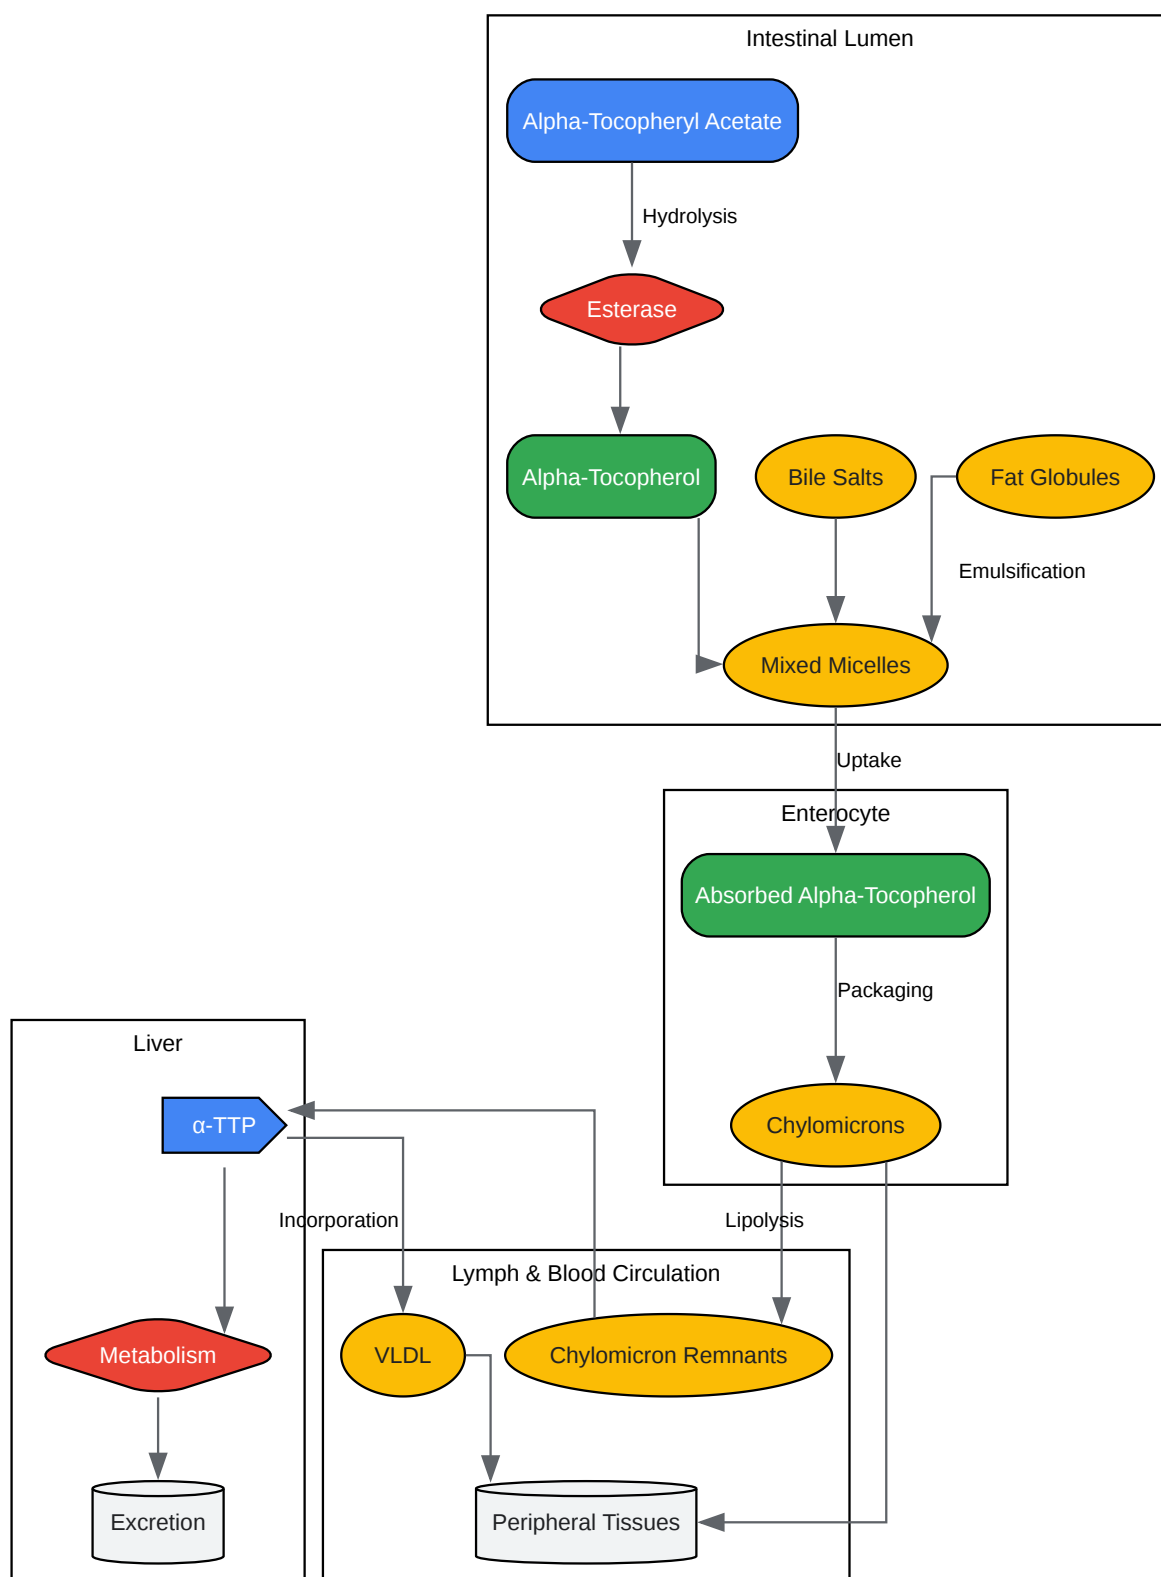 Intestinal Lumen
Alpha-Tocopheryl Acetate
Hydrolysis
Esterase
Alpha-Tocopherol
Bile Salts
Fat Globules
Emulsification
Mixed Micelles
Uptake
Enterocyte
Absorbed Alpha-Tocopherol
Packaging
Chylomicrons
Liver
α-TTP
Incorporation
Lipolysis
Lymph & Blood Circulation
Metabolism
VLDL
Chylomicron Remnants
Excretion
Peripheral Tissues